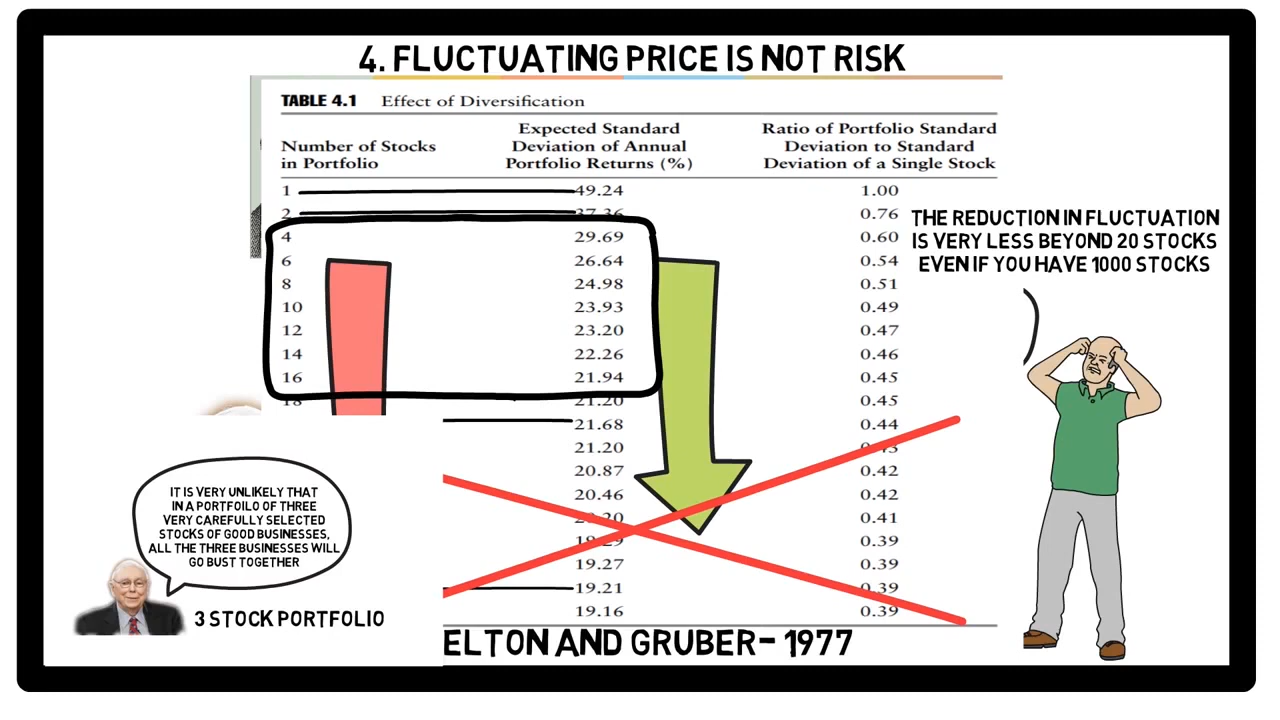 4. FLUCTUATING PRICE IS NOT RISK
TABLE 4.1 Effect of Diversification
Number of Stocks in Portfolio
Expected Standard Deviation of Annual Portfolio Returns (%)
Ratio of Portfolio Standard Deviation to Standard Deviation of a Single Stock
1 49.24 1.00
2 37.36 0.76
4 29.69 0.60
6 26.64 0.54
8 24.98 0.51
10 23.93 0.49
12 23.20 0.47
14 22.26 0.46
16 21.94 0.45
18 21.20 0.45
21.68 0.44
21.20
20.87 0.42
20.46 0.42
0.41
0.39
19.27 0.39
19.21 0.39
19.16 0.39
THE REDUCTION IN FLUCTUATION
IS VERY LESS BEYOND 20 STOCKS
EVEN IF YOU HAVE 1000 STOCKS
IT IS VERY UNLIKELY THAT
IN A PORTFOILO OF THREE
VERY CAREFULLY SELECTED
STOCKS OF GOOD BUSINESSES,
ALL THE THREE BUSINESSES WILL
GO BUST TOGETHER
3 STOCK PORTFOLIO
ELTON AND GRUBER- 1977